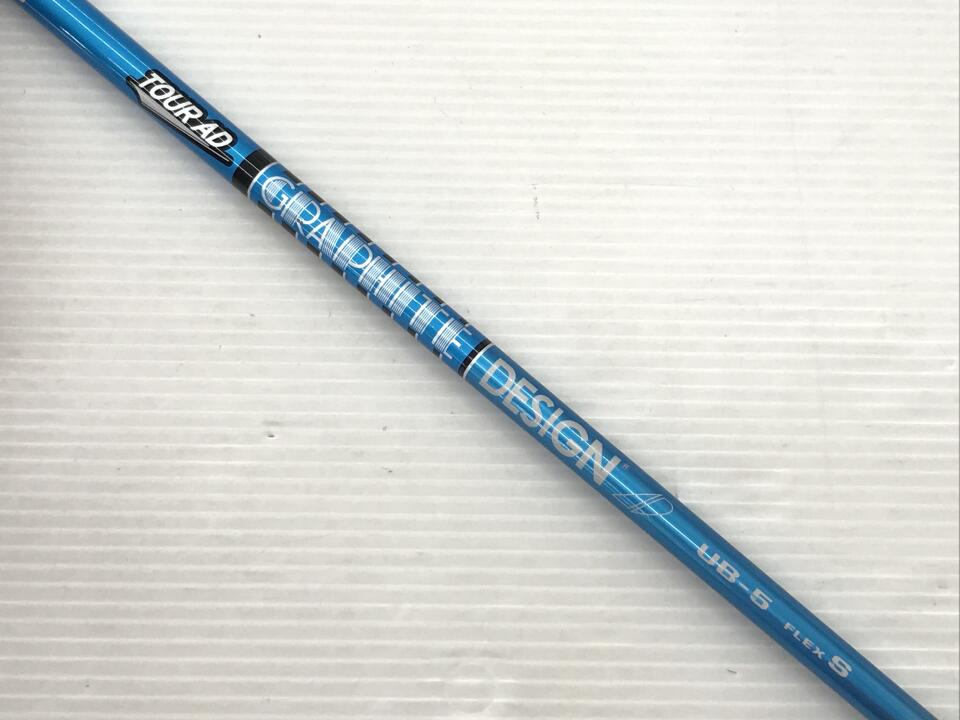 TOUR AD
GRAPHITE DESIGN®
UB-5
FLEX S